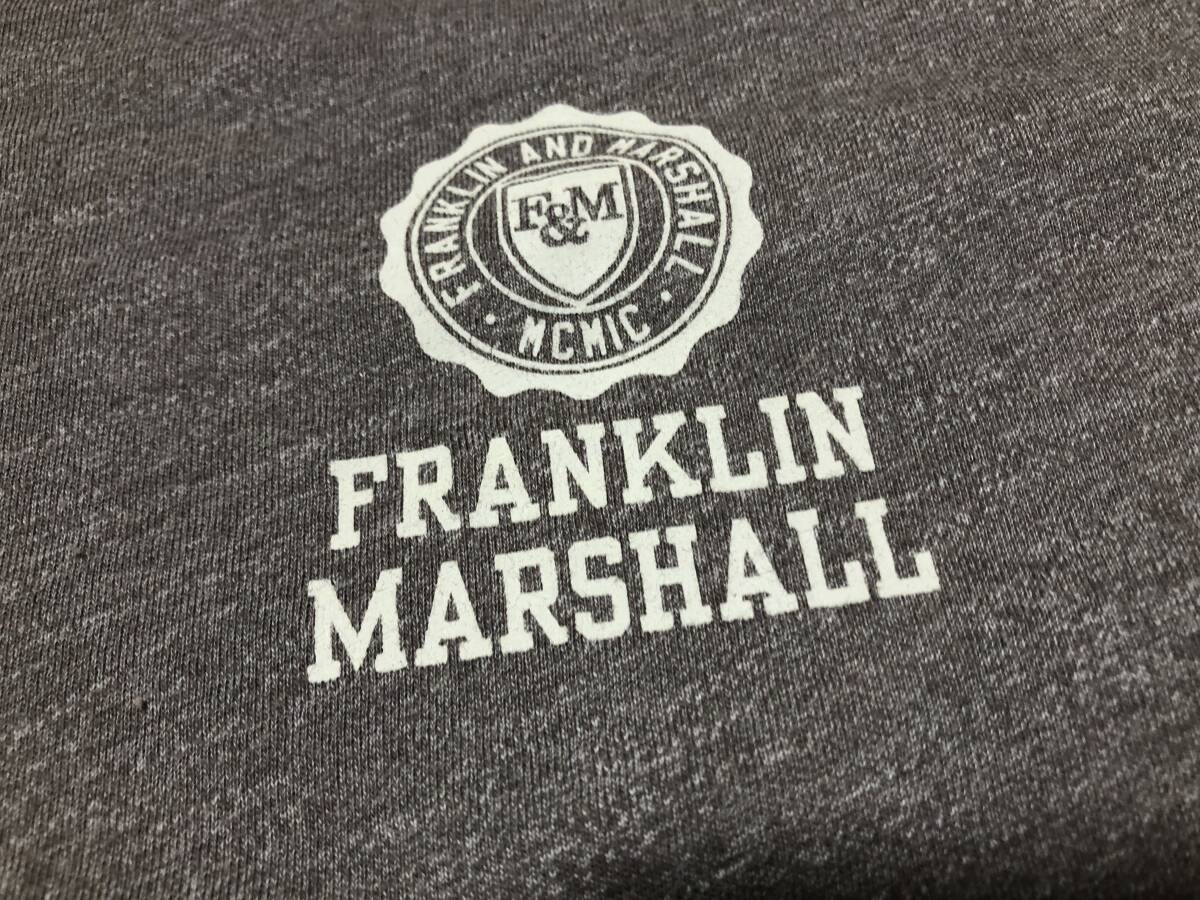 FRANKLIN AND MARSHALL
F&M
· MCMIC ·
FRANKLIN
MARSHALL